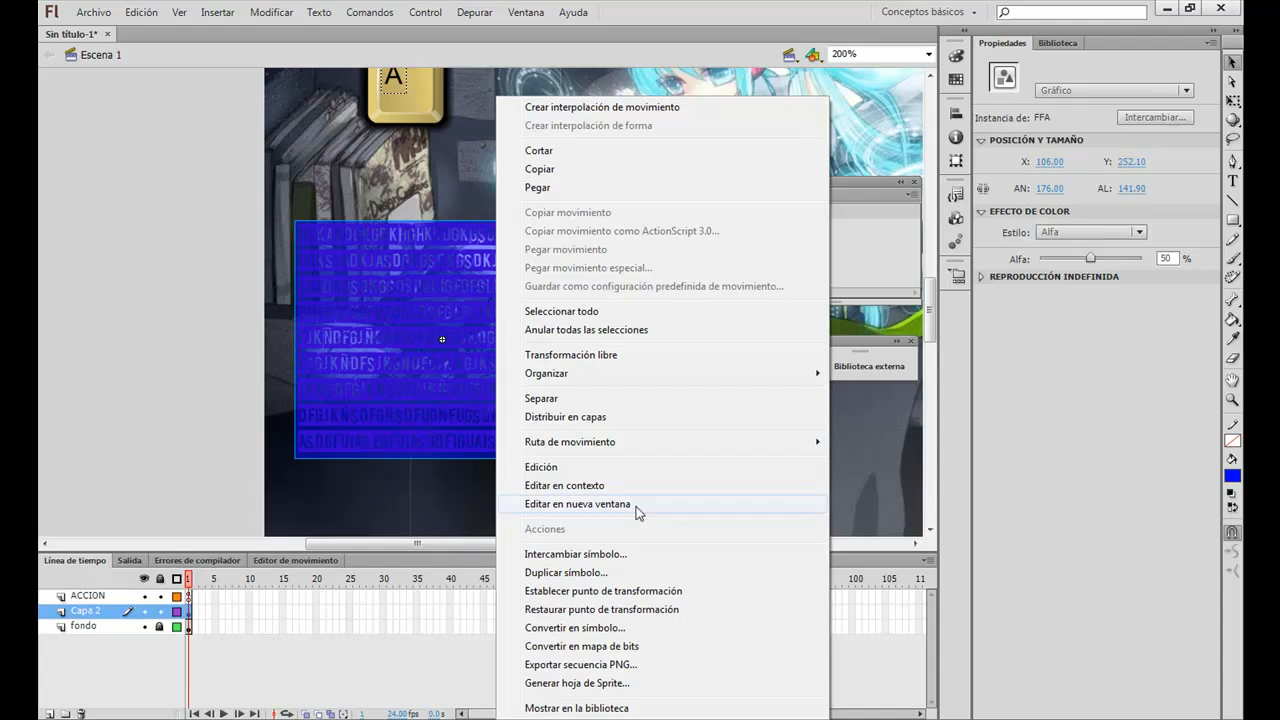 Fl Archivo Edición Ver Insertar Modificar Texto Comandos Control Depurar Ventana Ayuda Conceptos básicos
Sin título-1* ×
Escena 1 200%
Propiedades Biblioteca
Gráfico
Instancia de: FFA Intercambiar...
POSICIÓN Y TAMAÑO
X: 106.00 Y: 252.10
AN: 176.00 AL: 141.90
EFECTO DE COLOR
Estilo: Alfa
Alfa: 50 %
REPRODUCCIÓN INDEFINIDA
A
Crear interpolación de movimiento
Crear interpolación de forma
Cortar
Copiar
Pegar
Copiar movimiento
Copiar movimiento como ActionScript 3.0...
Pegar movimiento
Pegar movimiento especial...
Guardar como configuración predefinida de movimiento...
Seleccionar todo
Anular todas las selecciones
Transformación libre
Organizar
Separar
Distribuir en capas
Ruta de movimiento
Edición
Editar en contexto
Editar en nueva ventana
Acciones
Intercambiar símbolo...
Duplicar símbolo...
Establecer punto de transformación
Restaurar punto de transformación
Convertir en símbolo...
Convertir en mapa de bits
Exportar secuencia PNG...
Generar hoja de Sprite...
Mostrar en la biblioteca
Biblioteca externa
Línea de tiempo Salida Errores de compilador Editor de movimiento
1 5 10 15 20 25 30 35 40 45 100 105 11
ACCION
Capa 2
fondo
1 24.00fps 0.0s